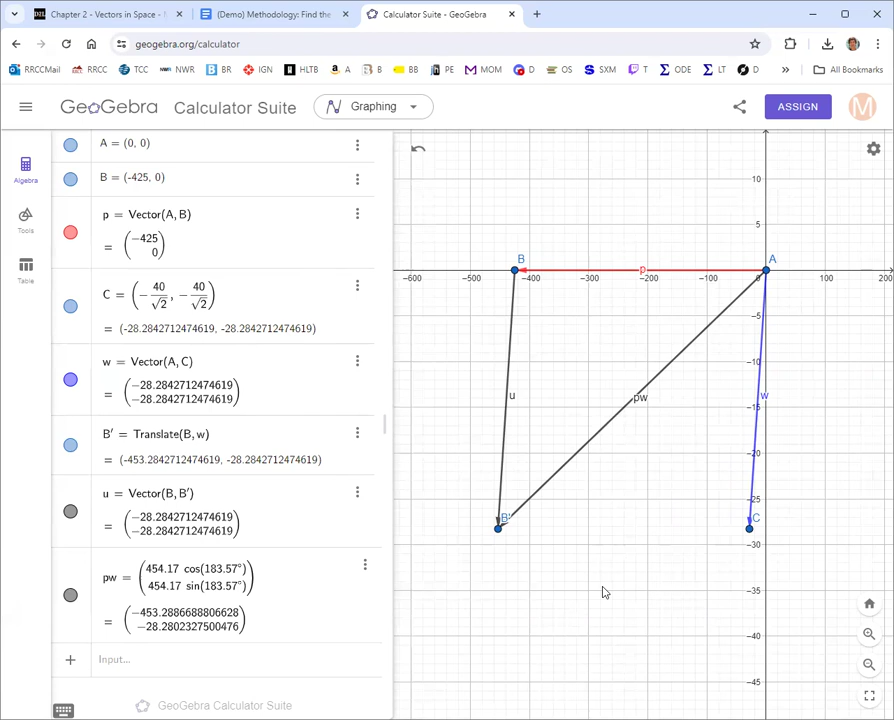 Chapter 2 - Vectors in Space -
(Demo) Methodology: Find the
Calculator Suite - GeoGebra
geogebra.org/calculator
RRCCMail RRCC TCC NWR BR IGN HLTB A B BB PE MOM D OS SXM T ODE LT D » All Bookmarks
GeoGebra Calculator Suite Graphing ASSIGN M
Algebra
Tools
Table
A = (0, 0)
B = (-425, 0)
p = Vector(A, B)
= (−425
0)
C = (−40/√2, −40/√2)
= (-28.2842712474619, -28.2842712474619)
w = Vector(A, C)
= (−28.2842712474619
−28.2842712474619)
B′ = Translate(B, w)
= (-453.2842712474619, -28.2842712474619)
u = Vector(B, B′)
= (−28.2842712474619
−28.2842712474619)
pw = (454.17 cos(183.57°)
454.17 sin(183.57°))
= (−453.2886688806628
−28.2802327500476)
+ Input...
GeoGebra Calculator Suite
10
5
B p A
−600 −500 −400 −300 −200 −100 0 100 200
−5
−10
u pw w
−15
−20
−25
B' C
−30
−35
−40
−45